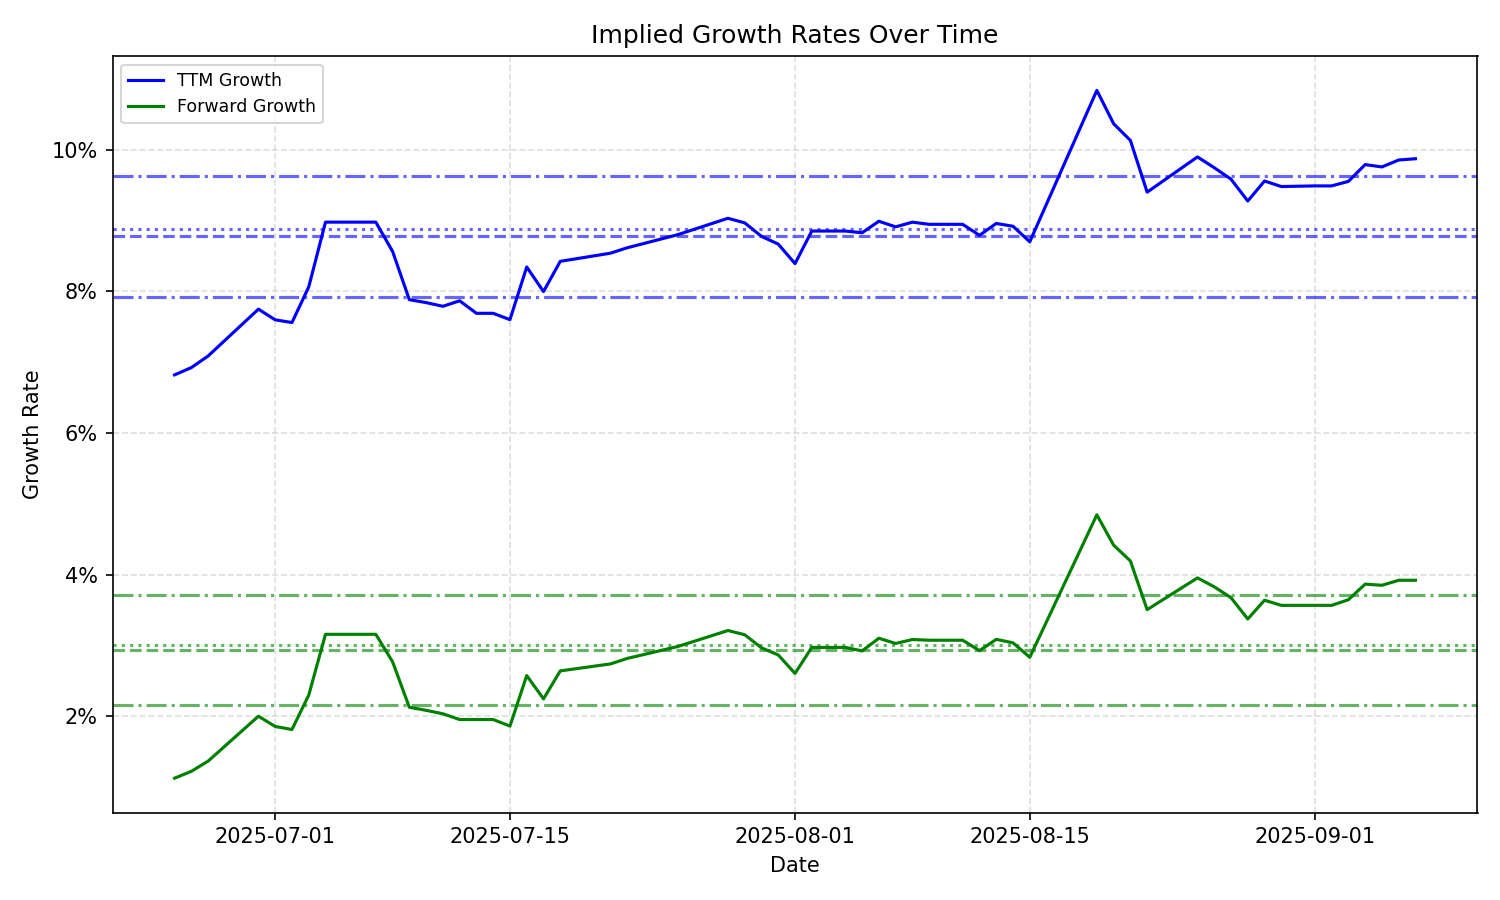 Implied Growth Rates Over Time
TTM Growth
Forward Growth
10%
8%
6%
4%
2%
Growth Rate
2025-07-01
2025-07-15
2025-08-01
2025-08-15
2025-09-01
Date